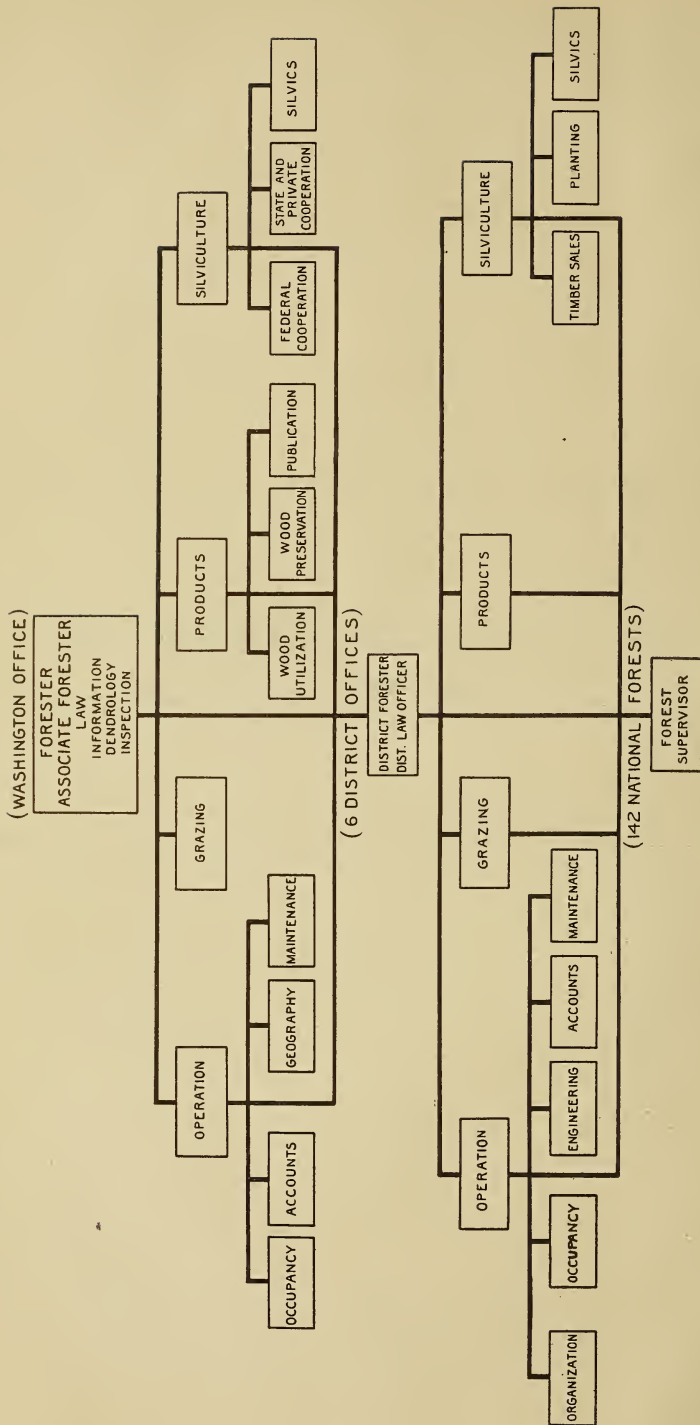 (WASHINGTON OFFICE)
FORESTER
ASSOCIATE FORESTER
LAW
INFORMATION
DENDROLOGY
INSPECTION
OPERATION
GRAZING
PRODUCTS
SILVICULTURE
OCCUPANCY
ACCOUNTS
GEOGRAPHY
MAINTENANCE
WOOD
UTILIZATION
WOOD
PRESERVATION
PUBLICATION
FEDERAL
COOPERATION
STATE AND
PRIVATE
COOPERATION
SILVICS
(6 DISTRICT OFFICES)
DISTRICT FORESTER
DIST. LAW OFFICER
OPERATION
GRAZING
PRODUCTS
SILVICULTURE
ORGANIZATION
OCCUPANCY
ENGINEERING
ACCOUNTS
MAINTENANCE
TIMBER SALES
PLANTING
SILVICS
(142 NATIONAL FORESTS)
FOREST
SUPERVISOR